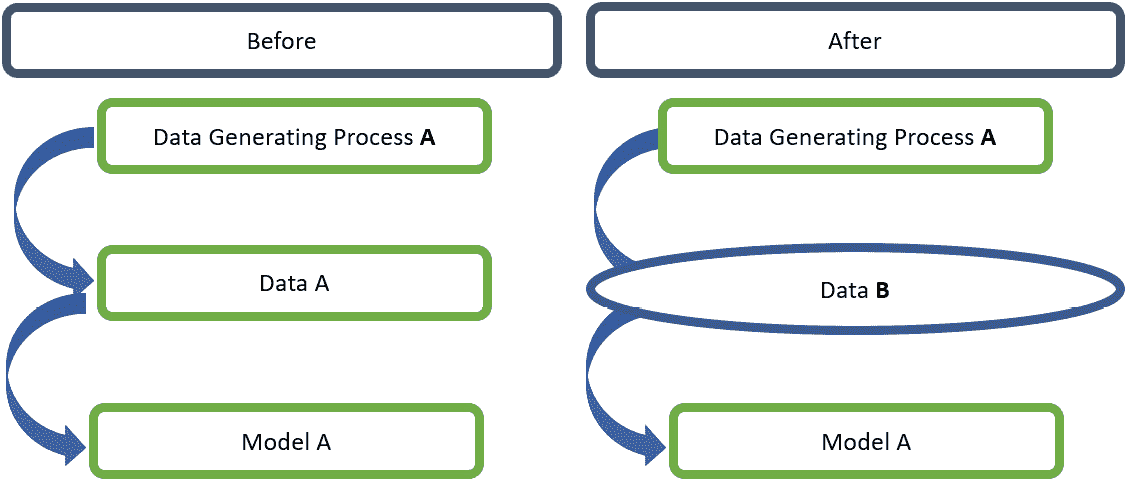 Before
After
Data Generating Process A
Data Generating Process A
Data A
Data B
Model A
Model A